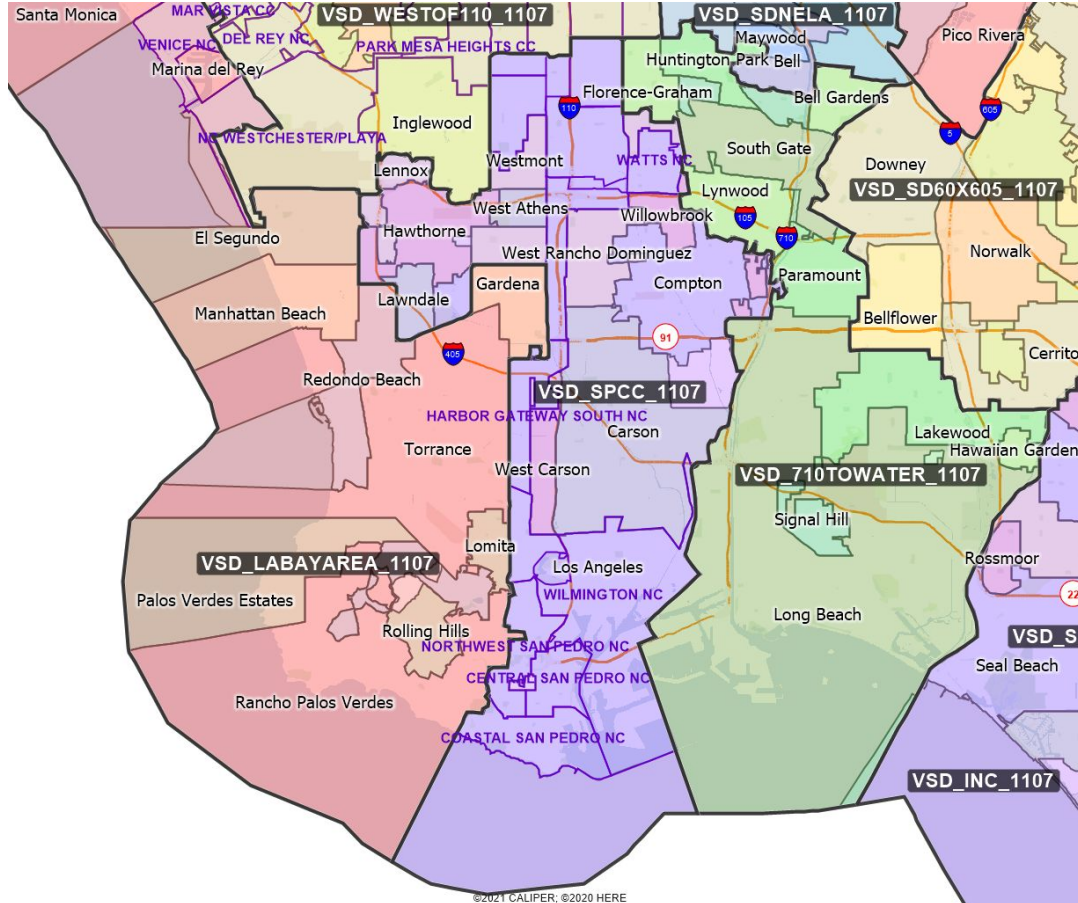 Santa Monica
MAR VISTA CC
VSD_WESTOF110_1107
VSD_SDNELA_1107
Pico Rivera
VENICE NC
DEL REY NC
PARK MESA HEIGHTS CC
Maywood
Marina del Rey
Huntington Park
Bell
Florence-Graham
Bell Gardens
110
605
5
Inglewood
NC WESTCHESTER/PLAYA
South Gate
Westmont
WATTS NC
Downey
Lennox
Lynwood
VSD_SD60X605_1107
West Athens
Willowbrook
105
710
El Segundo
Hawthorne
West Rancho Dominguez
Norwalk
Gardena
Compton
Paramount
Lawndale
Manhattan Beach
Bellflower
91
405
Cerrito
Redondo Beach
VSD_SPCC_1107
HARBOR GATEWAY SOUTH NC
Carson
Lakewood
Torrance
Hawaiian Garden
West Carson
VSD_710TOWATER_1107
Signal Hill
Lomita
VSD_LABAYAREA_1107
Los Angeles
Rossmoor
WILMINGTON NC
22
Palos Verdes Estates
Long Beach
Rolling Hills
VSD_S
NORTHWEST SAN PEDRO NC
Seal Beach
CENTRAL SAN PEDRO NC
Rancho Palos Verdes
COASTAL SAN PEDRO NC
VSD_INC_1107
©2021 CALIPER; ©2020 HERE